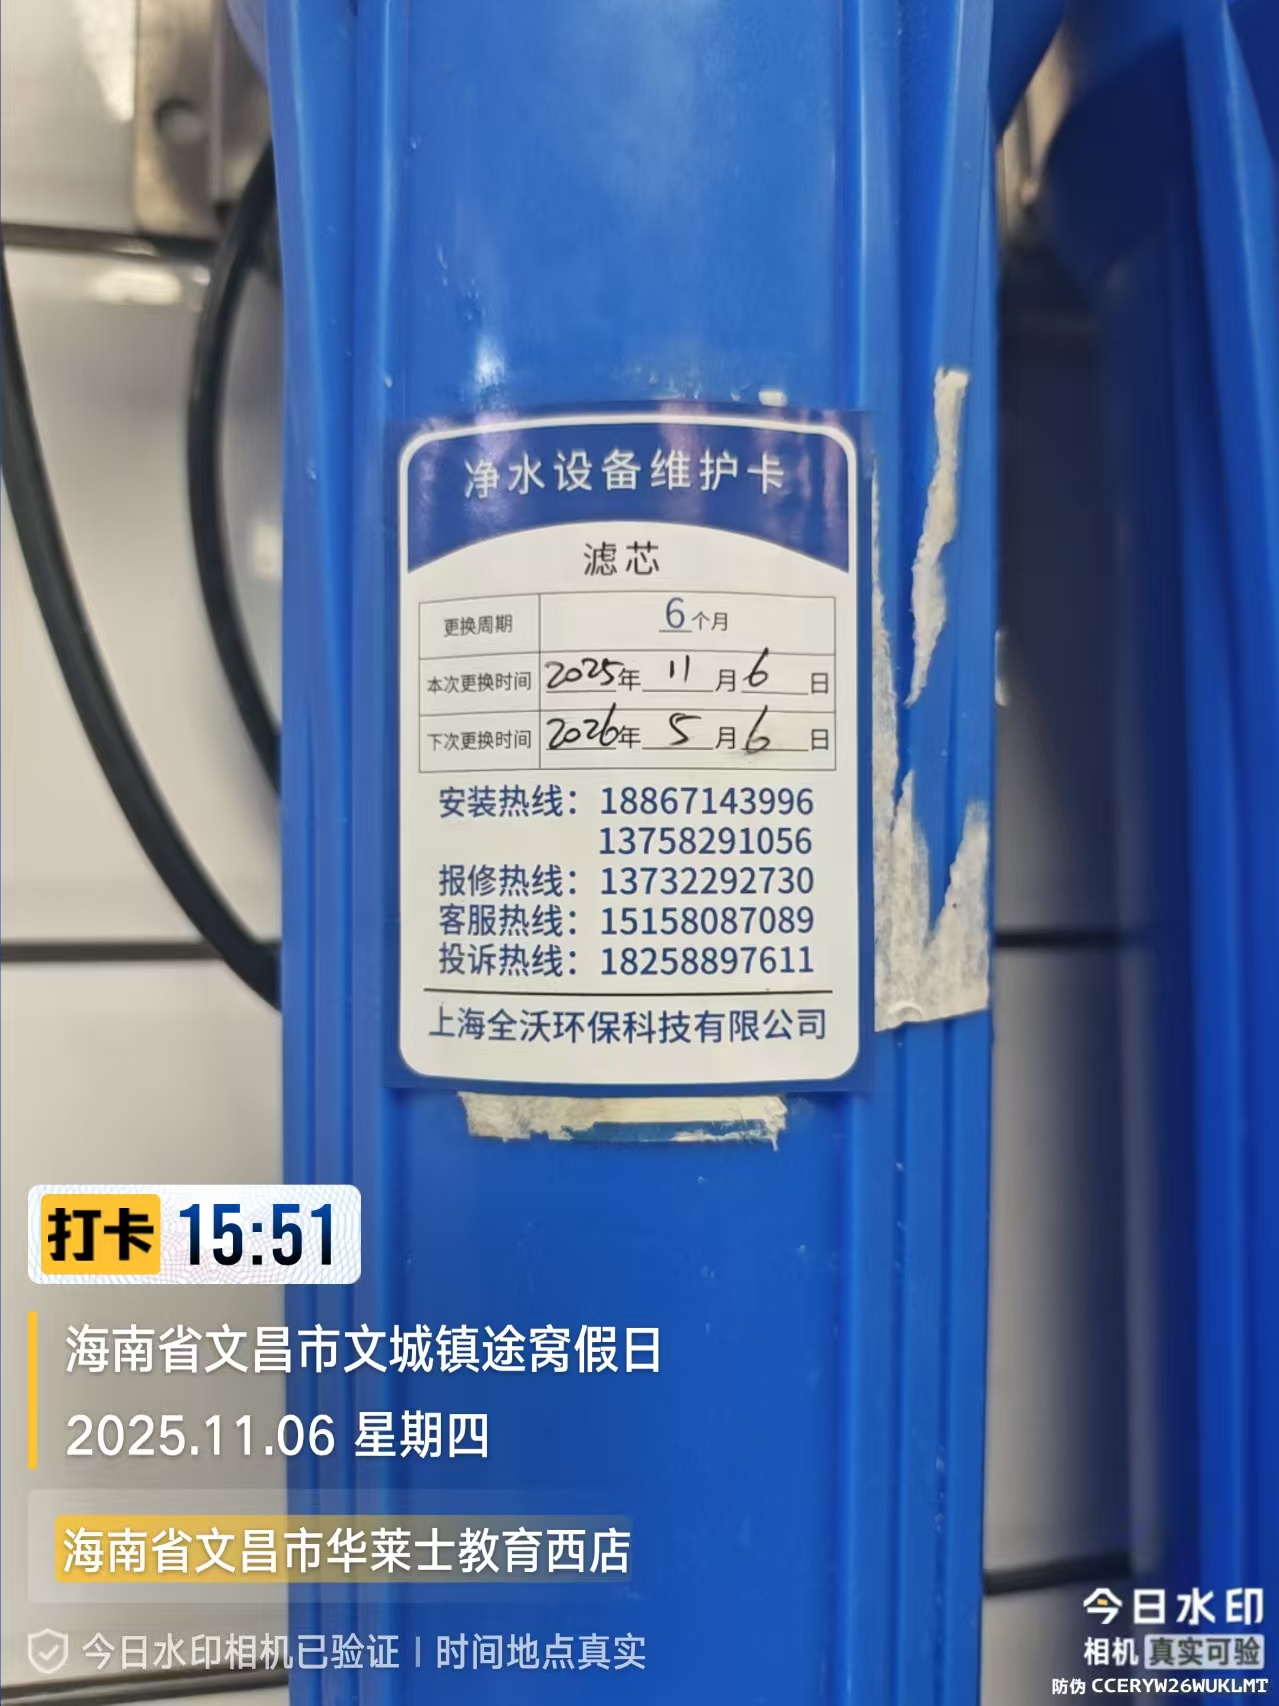 净水设备维护卡
滤芯
更换周期 6个月
本次更换时间 2025年 11 月 6 日
下次更换时间 2026年 5 月 6 日
安装热线：18867143996
13758291056
报修热线：13732292730
客服热线：15158087089
投诉热线：18258897611
上海全沃环保科技有限公司
打卡 15:51
海南省文昌市文城镇途窝假日
2025.11.06 星期四
海南省文昌市华莱士教育西店
今日水印相机已验证 | 时间地点真实
今日水印
相机 真实可验
防伪 CCERYW26WUKLMT